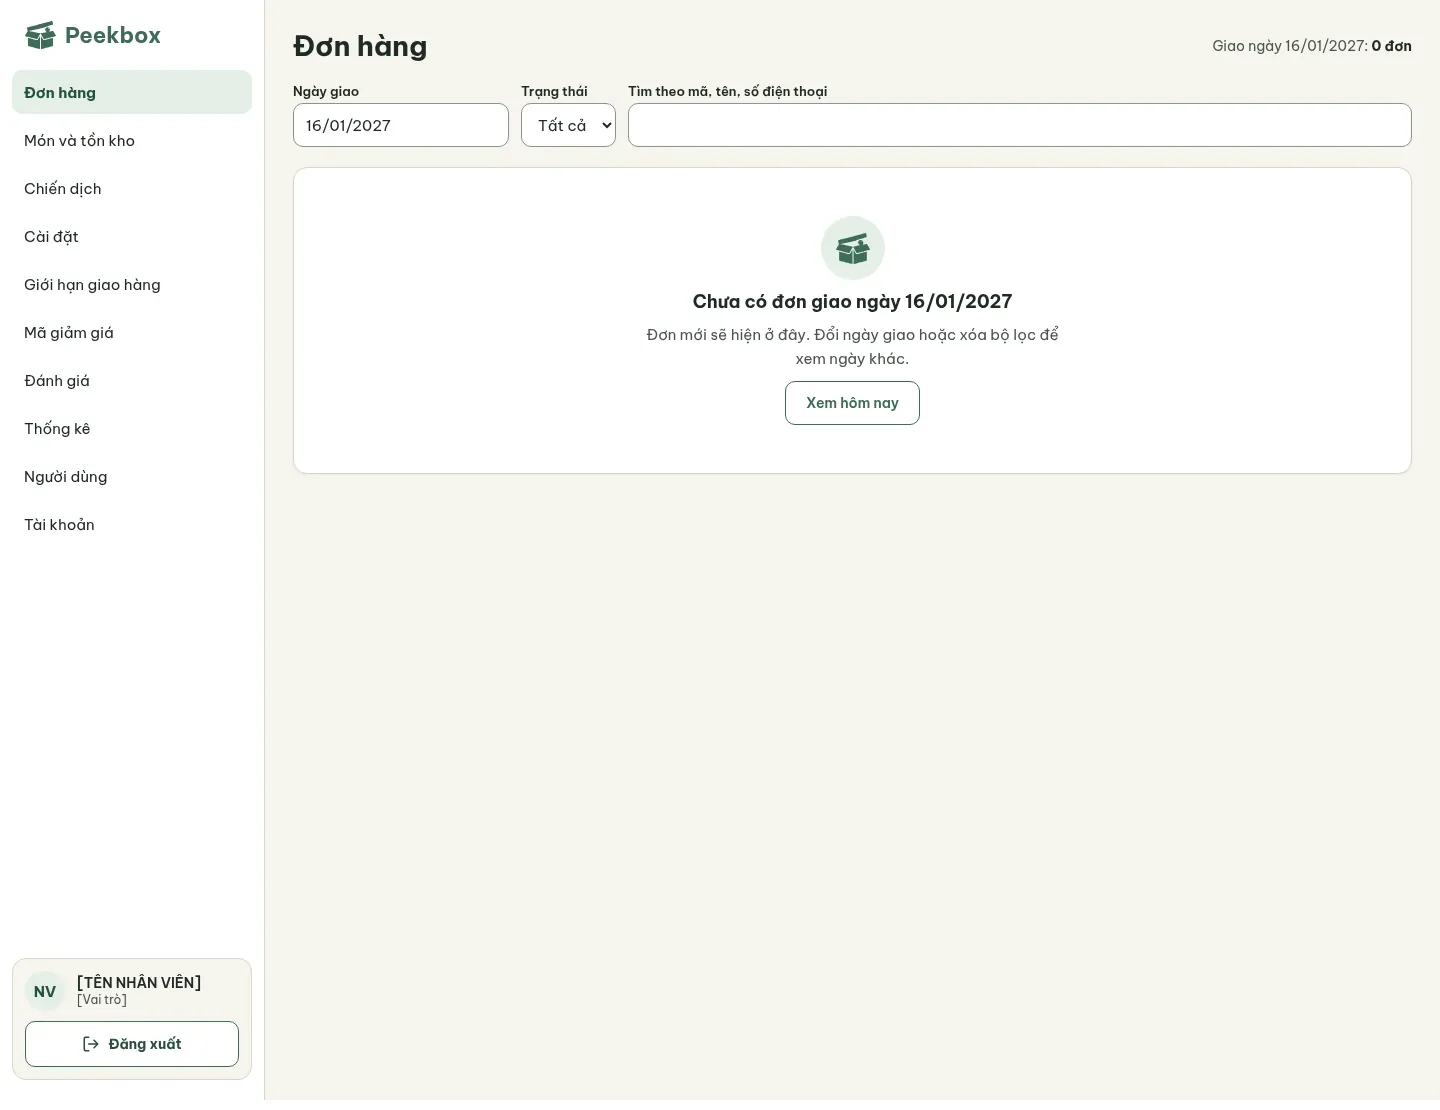 Peekbox
Đơn hàng
Món và tồn kho
Chiến dịch
Cài đặt
Giới hạn giao hàng
Mã giảm giá
Đánh giá
Thống kê
Người dùng
Tài khoản
NV
[TÊN NHÂN VIÊN]
[Vai trò]
Đăng xuất
Đơn hàng
Giao ngày 16/01/2027: 0 đơn
Ngày giao
16/01/2027
Trạng thái
Tất cả
Tìm theo mã, tên, số điện thoại
Chưa có đơn giao ngày 16/01/2027
Đơn mới sẽ hiện ở đây. Đổi ngày giao hoặc xóa bộ lọc để
xem ngày khác.
Xem hôm nay